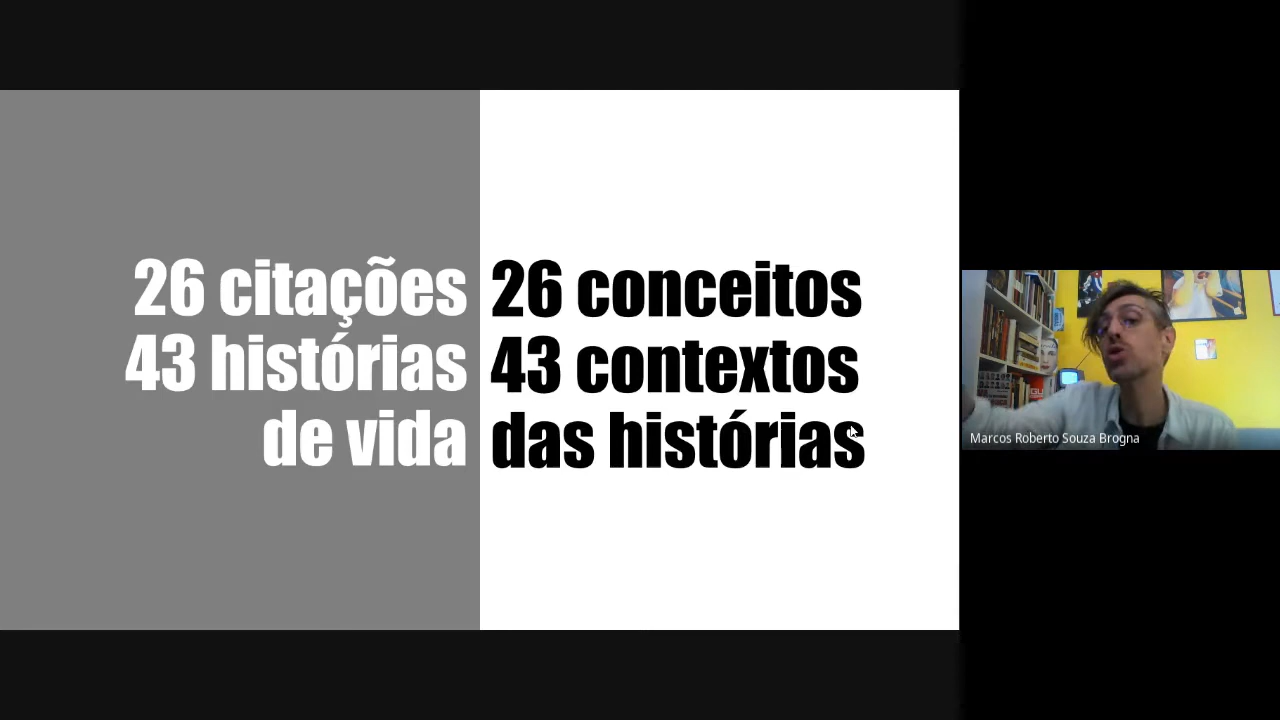 26 citações
43 histórias
de vida
26 conceitos
43 contextos
das histórias
Marcos Roberto Souza Brogna